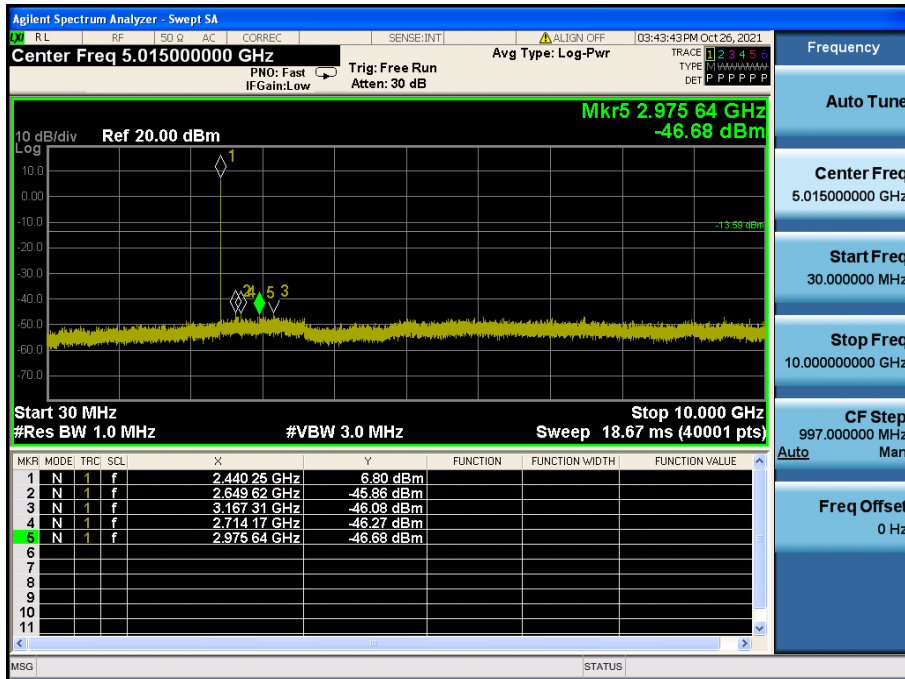 Agilent Spectrum Analyzer - Swept SA
LXI RL RF 50 Ω AC CORREC SENSE:INT ALIGN OFF 03:43:43PM Oct 26, 2021
Center Freq 5.015000000 GHz
PNO: Fast
IFGain:Low
Trig: Free Run
Atten: 30 dB
Avg Type: Log-Pwr
TRACE 1 2 3 4 5 6
TYPE M WWWWW
DET P P P P P P
Mkr5 2.975 64 GHz
-46.68 dBm
10 dB/div Ref 20.00 dBm
Log
10.0
0.00
-10.0
-20.0
-30.0
-40.0
-50.0
-60.0
-70.0
1
-13.59 dBm
2 4 5 3
Start 30 MHz Stop 10.000 GHz
#Res BW 1.0 MHz #VBW 3.0 MHz Sweep 18.67 ms (40001 pts)
MKR MODE TRC SCL X Y FUNCTION FUNCTION WIDTH FUNCTION VALUE
1 N 1 f 2.440 25 GHz 6.80 dBm
2 N 1 f 2.649 62 GHz -45.86 dBm
3 N 1 f 3.167 31 GHz -46.08 dBm
4 N 1 f 2.714 17 GHz -46.27 dBm
5 N 1 f 2.975 64 GHz -46.68 dBm
6
7
8
9
10
11
MSG STATUS
Frequency
Auto Tune
Center Freq
5.015000000 GHz
Start Freq
30.000000 MHz
Stop Freq
10.000000000 GHz
CF Step
997.000000 MHz
Auto Man
Freq Offset
0 Hz